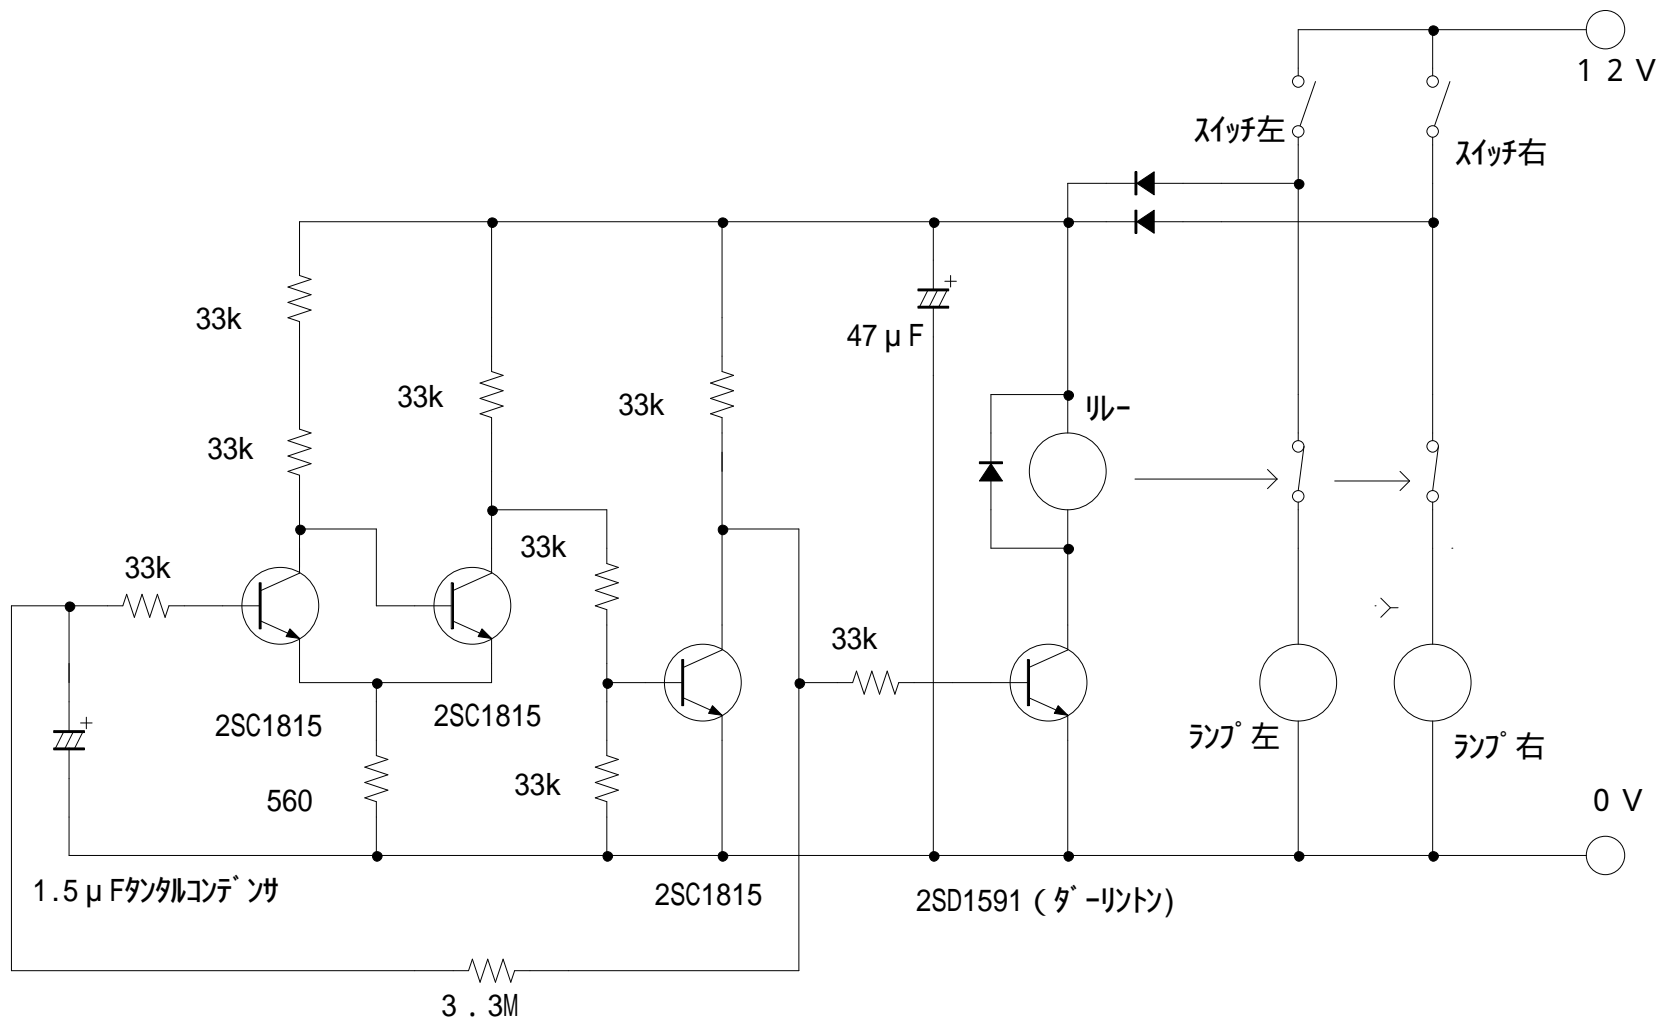 １２Ｖ
スイッチ左
スイッチ右
33k
+
47μF
33k
33k
リレー
33k
33k
33k
33k
2SC1815
2SC1815
+
ランプ左
ランプ右
33k
560
０Ｖ
1.5μFタンタルコンデンサ
2SC1815
2SD1591（ダーリントン）
３．３M